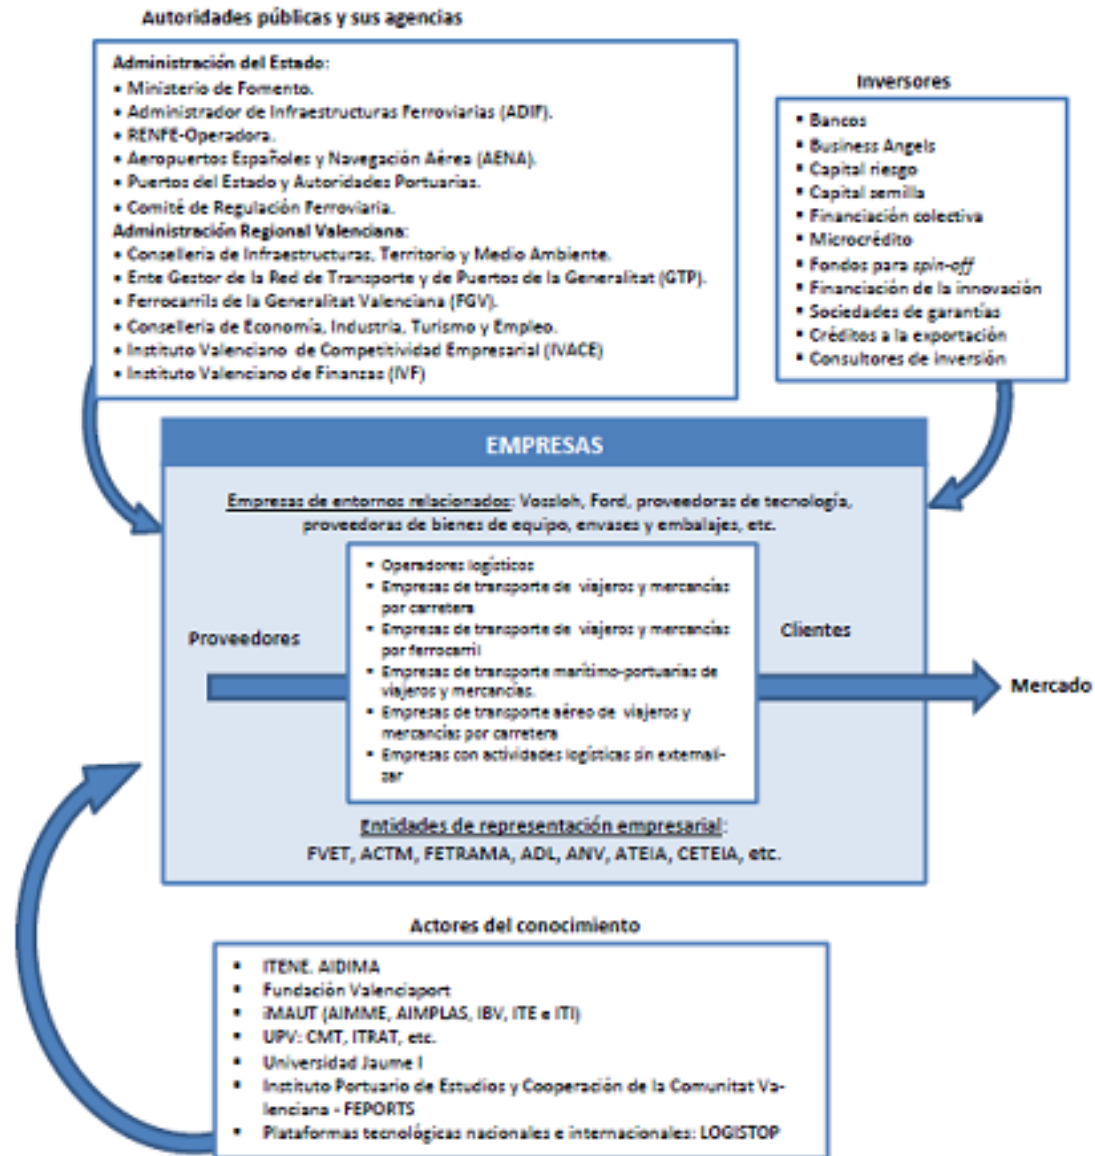 Autoridades públicas y sus agencias
Administración del Estado:
• Ministerio de Fomento.
• Administrador de Infraestructuras Ferroviarias (ADIF).
• RENFE-Operadora.
• Aeropuertos Españoles y Navegación Aérea (AENA).
• Puertos del Estado y Autoridades Portuarias.
• Comité de Regulación Ferroviaria.
Administración Regional Valenciana:
• Conselleria de Infraestructuras, Territorio y Medio Ambiente.
• Ente Gestor de la Red de Transporte y de Puertos de la Generalitat (GTP).
• Ferrocarrils de la Generalitat Valenciana (FGV).
• Conselleria de Economía, Industria, Turismo y Empleo.
• Instituto Valenciano de Competitividad Empresarial (IVACE)
• Instituto Valenciano de Finanzas (IVF)
Inversores
▪ Bancos
▪ Business Angels
▪ Capital riesgo
▪ Capital semilla
▪ Financiación colectiva
▪ Microcrédito
▪ Fondos para spin-off
▪ Financiación de la innovación
▪ Sociedades de garantías
▪ Créditos a la exportación
▪ Consultores de inversión
EMPRESAS
Empresas de entornos relacionados: Vossloh, Ford, proveedoras de tecnología,
proveedoras de bienes de equipo, envases y embalajes, etc.
Proveedores
▪ Operadores logísticos
▪ Empresas de transporte de viajeros y mercancías
por carretera
▪ Empresas de transporte de viajeros y mercancías
por ferrocarril
▪ Empresas de transporte marítimo-portuarias de
viajeros y mercancías.
▪ Empresas de transporte aéreo de viajeros y
mercancías por carretera
▪ Empresas con actividades logísticas sin external-
izar
Clientes
Mercado
Entidades de representación empresarial:
FVET, ACTM, FETRAMA, ADL, ANV, ATEIA, CETEIA, etc.
Actores del conocimiento
▪ ITENE. AIDIMA
▪ Fundación Valenciaport
▪ iMAUT (AIMME, AIMPLAS, IBV, ITE e ITI)
▪ UPV: CMT, ITRAT, etc.
▪ Universidad Jaume I
▪ Instituto Portuario de Estudios y Cooperación de la Comunitat Va-
lenciana - FEPORTS
▪ Plataformas tecnológicas nacionales e internacionales: LOGISTOP